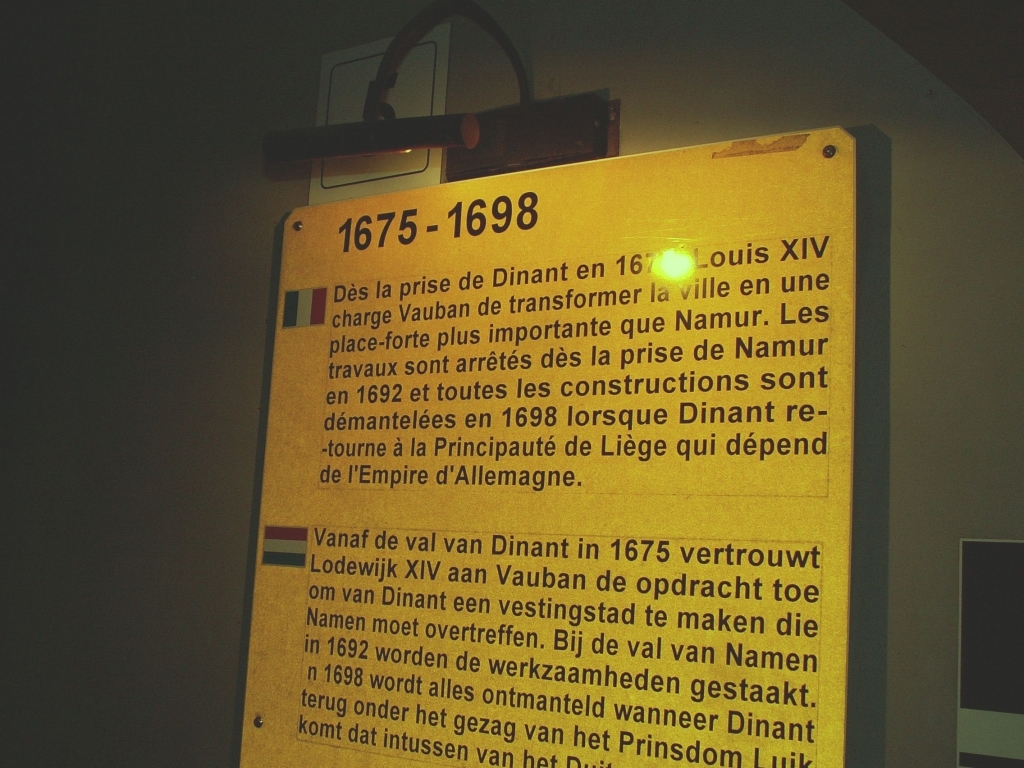 1675 - 1698
Dès la prise de Dinant en Louis XIV
charge Vauban de transformer la ville en une
place-forte plus importante que Namur. Les
travaux sont arrêtés dès la prise de Namur
en 1692 et toutes les constructions sont
démantelées en 1698 lorsque Dinant re-
-tourne à la Principauté de Liège qui dépend
de l'Empire d'Allemagne.
Vanaf de val van Dinant in 1675 vertrouwt
Lodewijk XIV aan Vauban de opdracht toe
om van Dinant een vestingstad te maken die
Namen moet overtreffen. Bij de val van Namen
in 1692 worden de werkzaamheden gestaakt.
n 1698 wordt alles ontmanteld wanneer Dinant
terug onder het gezag van het Prinsdom Luik
komt dat intussen van het